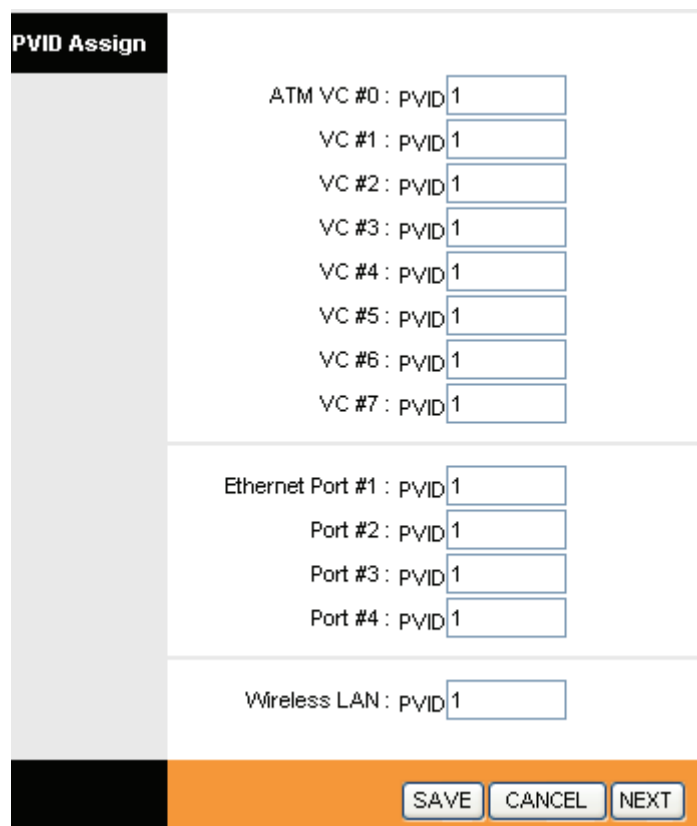 PVID Assign
ATM VC #0 : PVID 1
VC #1 : PVID 1
VC #2 : PVID 1
VC #3 : PVID 1
VC #4 : PVID 1
VC #5 : PVID 1
VC #6 : PVID 1
VC #7 : PVID 1
Ethernet Port #1 : PVID 1
Port #2 : PVID 1
Port #3 : PVID 1
Port #4 : PVID 1
Wireless LAN : PVID 1
SAVE CANCEL NEXT